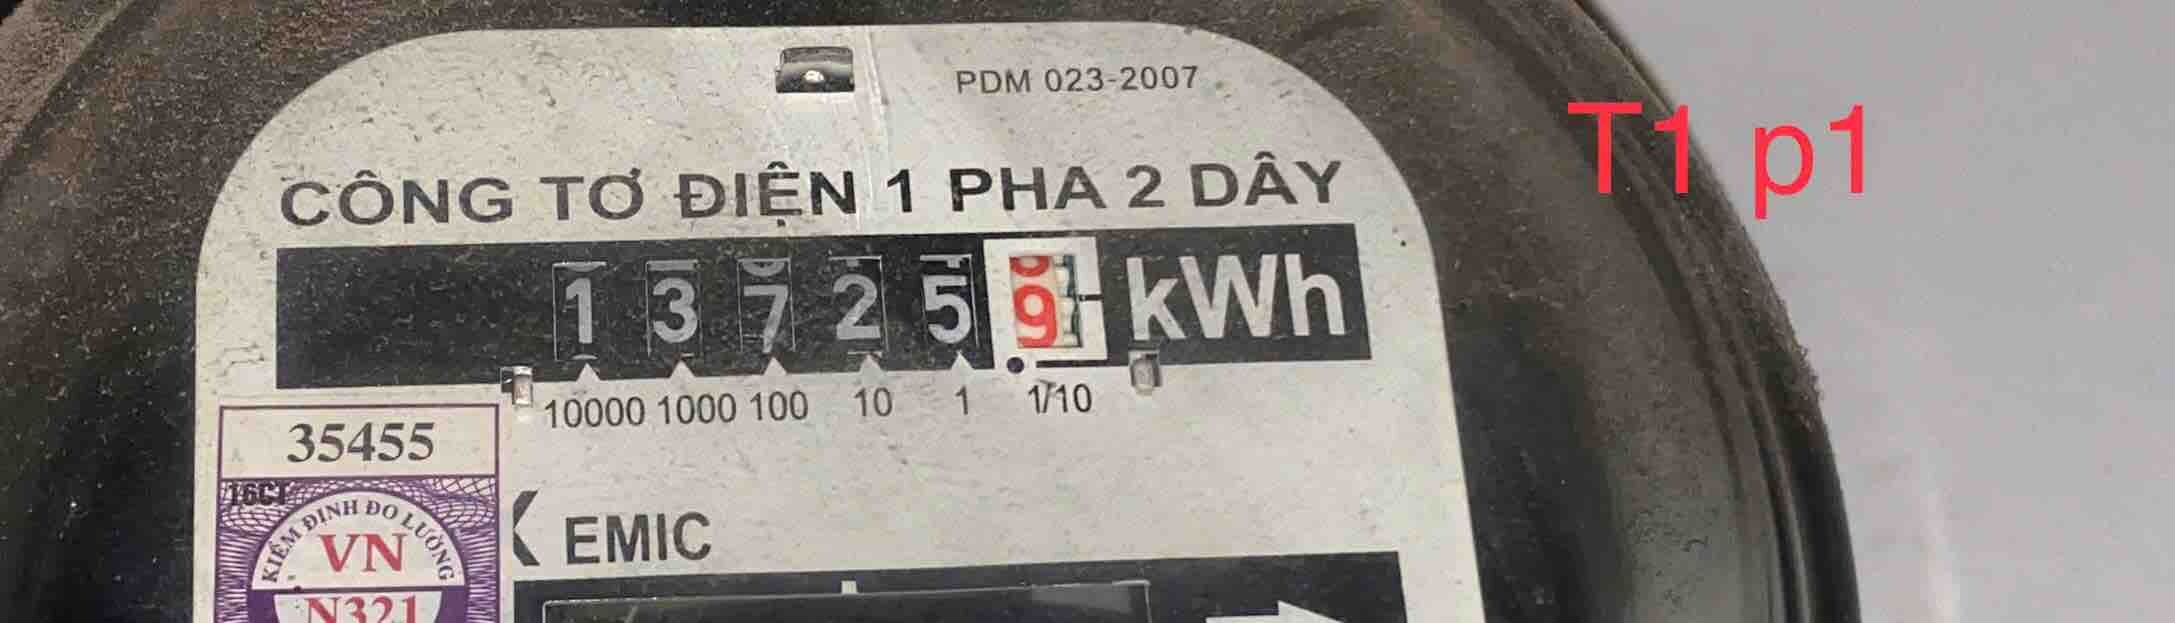 PDM 023-2007
T1 p1
CÔNG TƠ ĐIỆN 1 PHA 2 DÂY
1 3 7 2 5 9 kWh
10000 1000 100 10 1 1/10
35455
16CT
KIỂM ĐỊNH ĐO LƯỜNG
VN
N321
EMIC